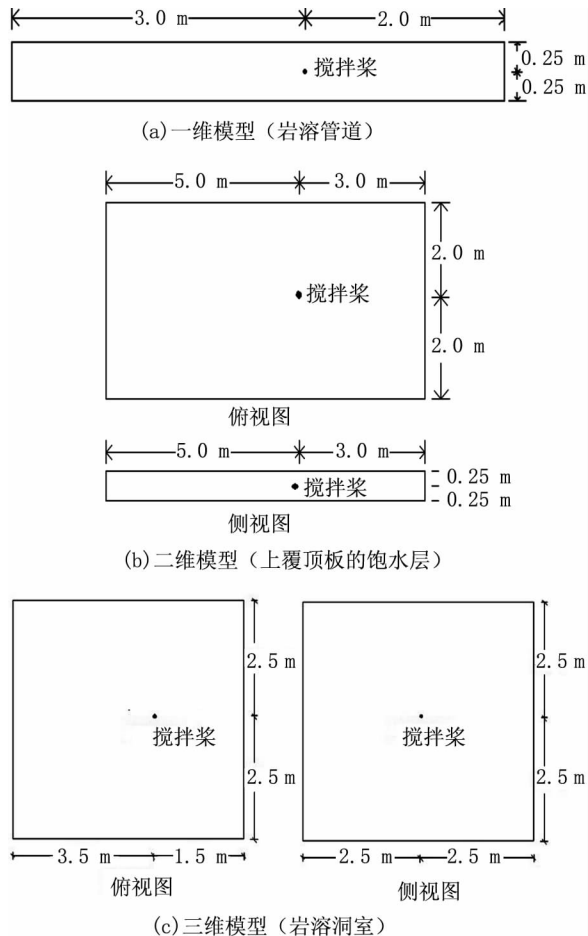 3.0 m 2.0 m
搅拌桨
0.25 m
0.25 m
(a)一维模型（岩溶管道）
5.0 m 3.0 m
2.0 m
搅拌桨
2.0 m
俯视图
5.0 m 3.0 m
搅拌桨
0.25 m
0.25 m
侧视图
(b)二维模型（上覆顶板的饱水层）
2.5 m 2.5 m
搅拌桨 搅拌桨
2.5 m 2.5 m
3.5 m 1.5 m 2.5 m 2.5 m
俯视图 侧视图
(c)三维模型（岩溶洞室）